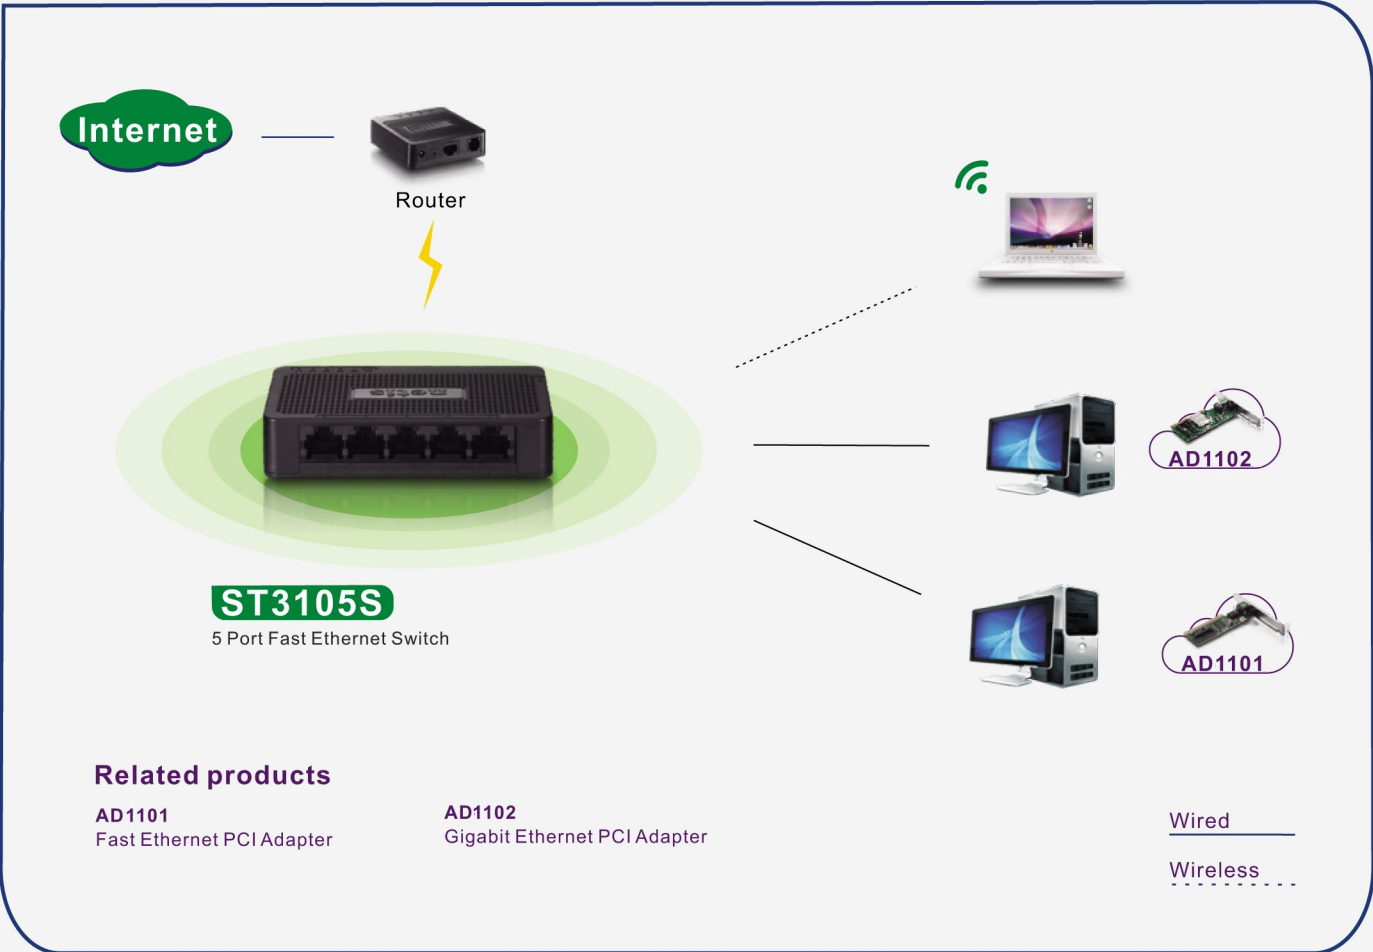 Internet
Router
netis
ST3105S
5 Port Fast Ethernet Switch
AD1102
AD1101
Related products
AD1101
Fast Ethernet PCI Adapter
AD1102
Gigabit Ethernet PCI Adapter
Wired
Wireless